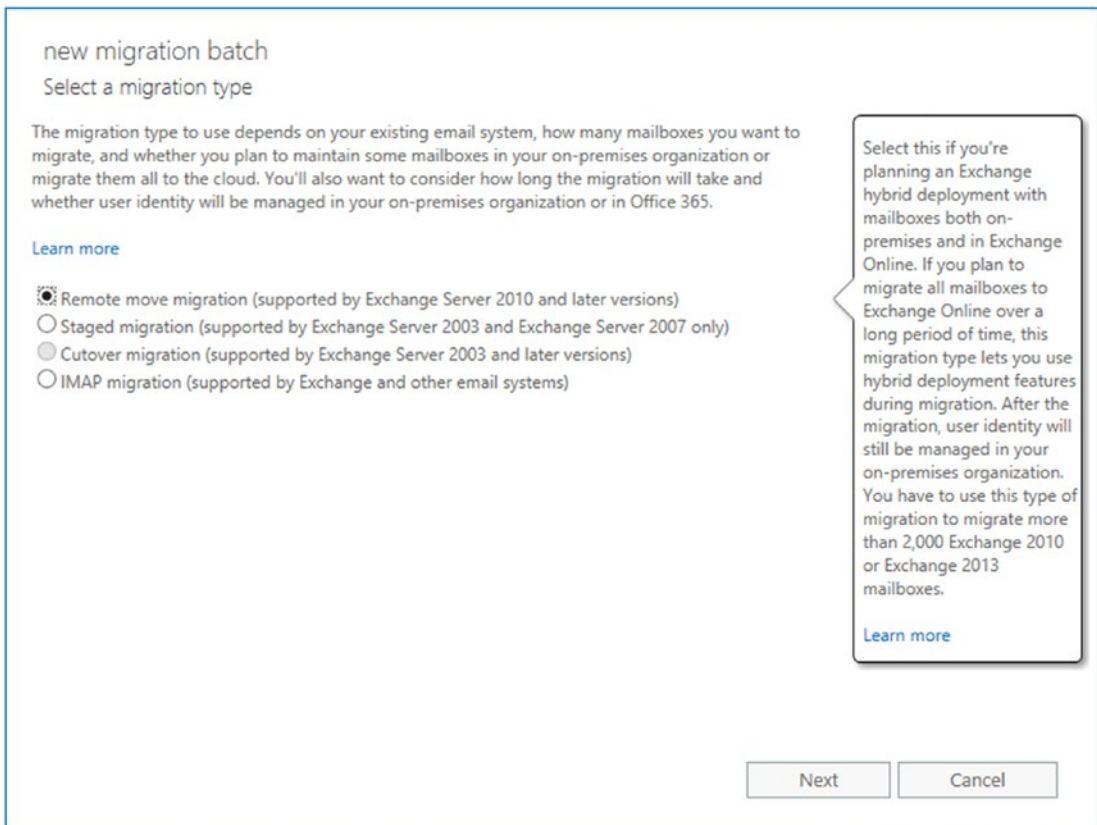 new migration batch
Select a migration type
The migration type to use depends on your existing email system, how many mailboxes you want to
migrate, and whether you plan to maintain some mailboxes in your on-premises organization or
migrate them all to the cloud. You'll also want to consider how long the migration will take and
whether user identity will be managed in your on-premises organization or in Office 365.
Learn more
Remote move migration (supported by Exchange Server 2010 and later versions)
Staged migration (supported by Exchange Server 2003 and Exchange Server 2007 only)
Cutover migration (supported by Exchange Server 2003 and later versions)
IMAP migration (supported by Exchange and other email systems)
Select this if you're
planning an Exchange
hybrid deployment with
mailboxes both on-
premises and in Exchange
Online. If you plan to
migrate all mailboxes to
Exchange Online over a
long period of time, this
migration type lets you use
hybrid deployment features
during migration. After the
migration, user identity will
still be managed in your
on-premises organization.
You have to use this type of
migration to migrate more
than 2,000 Exchange 2010
or Exchange 2013
mailboxes.
Learn more
Next
Cancel